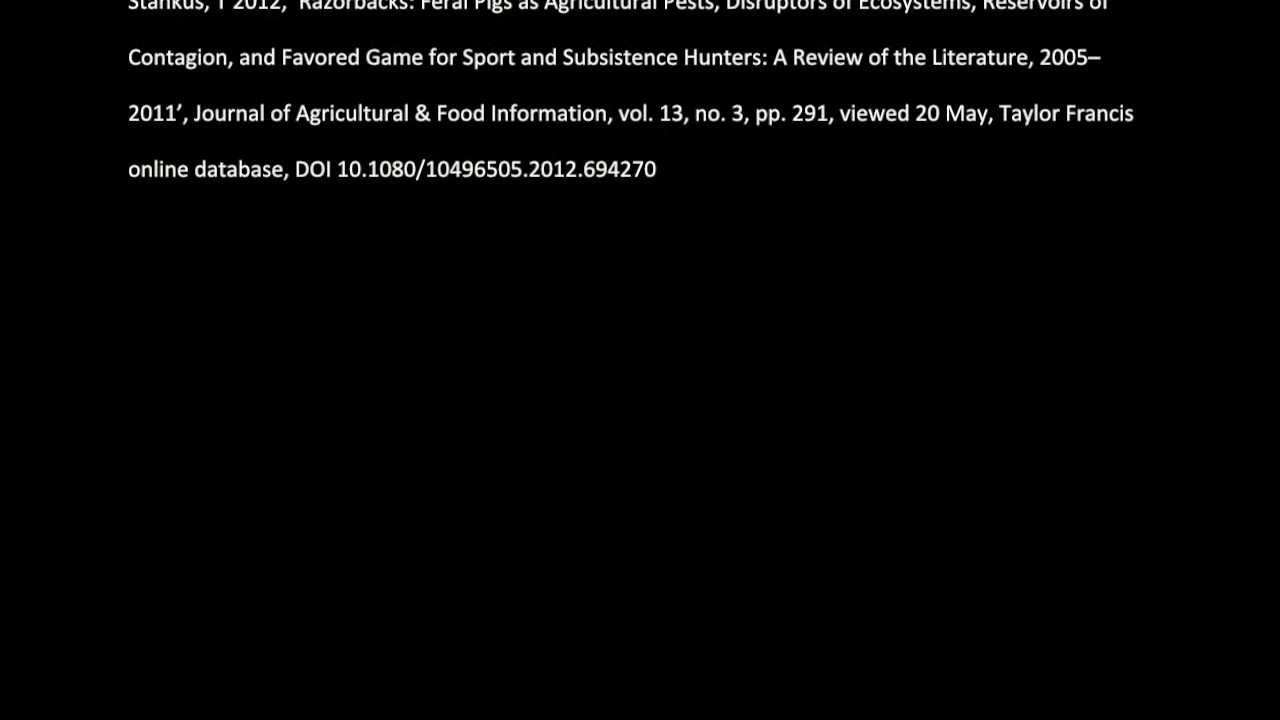 Stankus, T 2012, 'Razorbacks: Feral Pigs as Agricultural Pests, Disruptors of Ecosystems, Reservoirs of
Contagion, and Favored Game for Sport and Subsistence Hunters: A Review of the Literature, 2005–
2011’, Journal of Agricultural & Food Information, vol. 13, no. 3, pp. 291, viewed 20 May, Taylor Francis
online database, DOI 10.1080/10496505.2012.694270